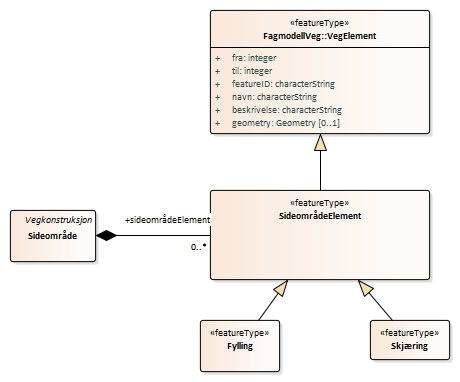 «featureType»
FagmodellVeg::VegElement
+ fra: integer
+ til: integer
+ featureID: characterString
+ navn: characterString
+ beskrivelse: characterString
+ geometry: Geometry [0..1]
«featureType»
SideområdeElement
Vegkonstruksjon
Sideområde
+sideområdeElement
0..*
«featureType»
Fylling
«featureType»
Skjæring